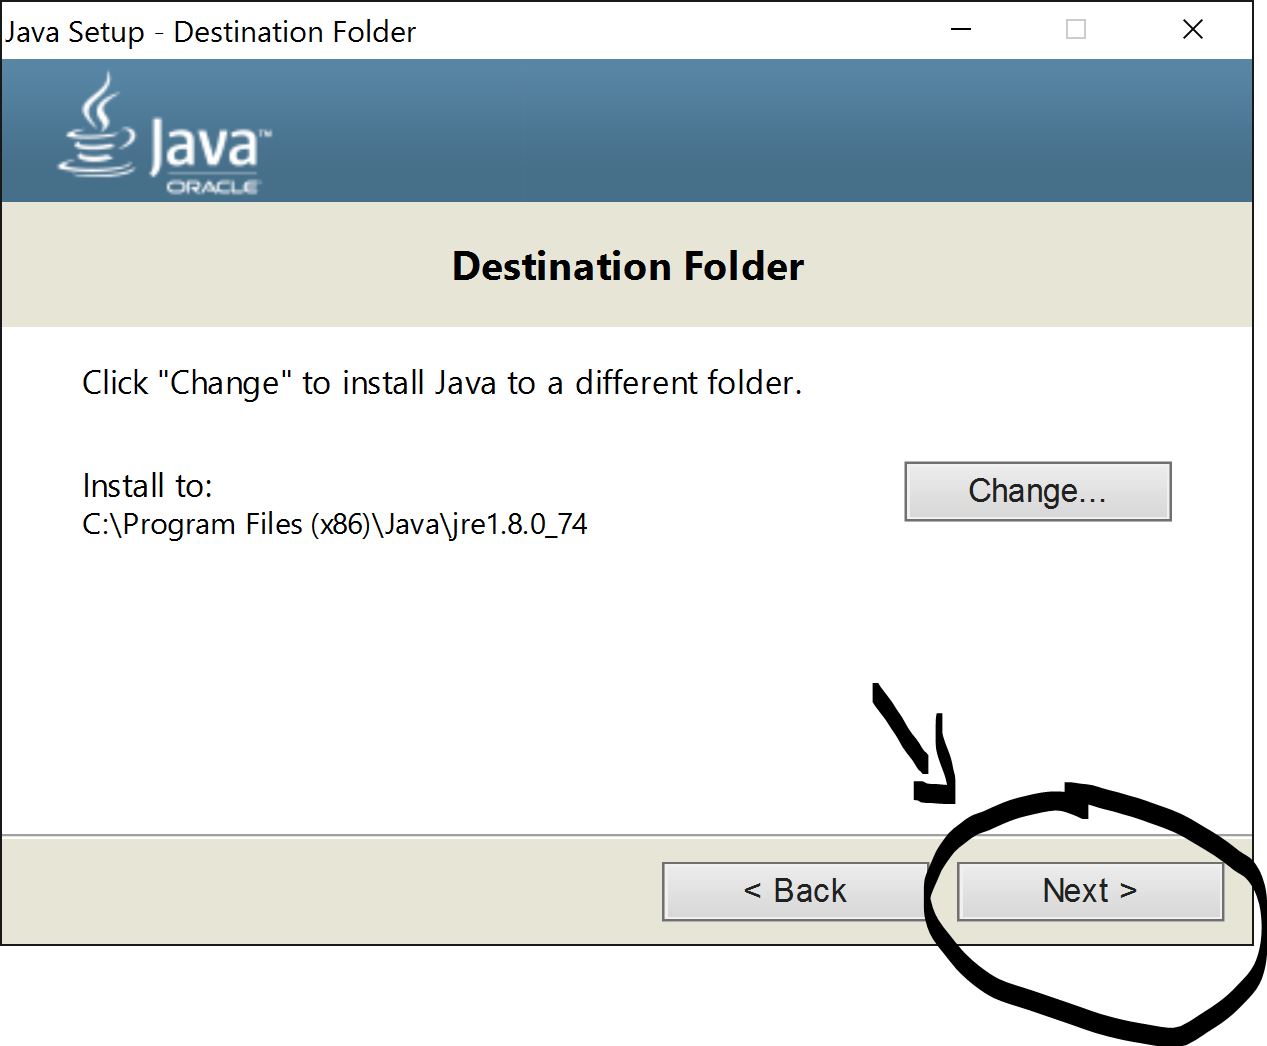 Java Setup - Destination Folder
Java™
ORACLE
Destination Folder
Click "Change" to install Java to a different folder.
Install to:
C:\Program Files (x86)\Java\jre1.8.0_74
Change...
< Back
Next >